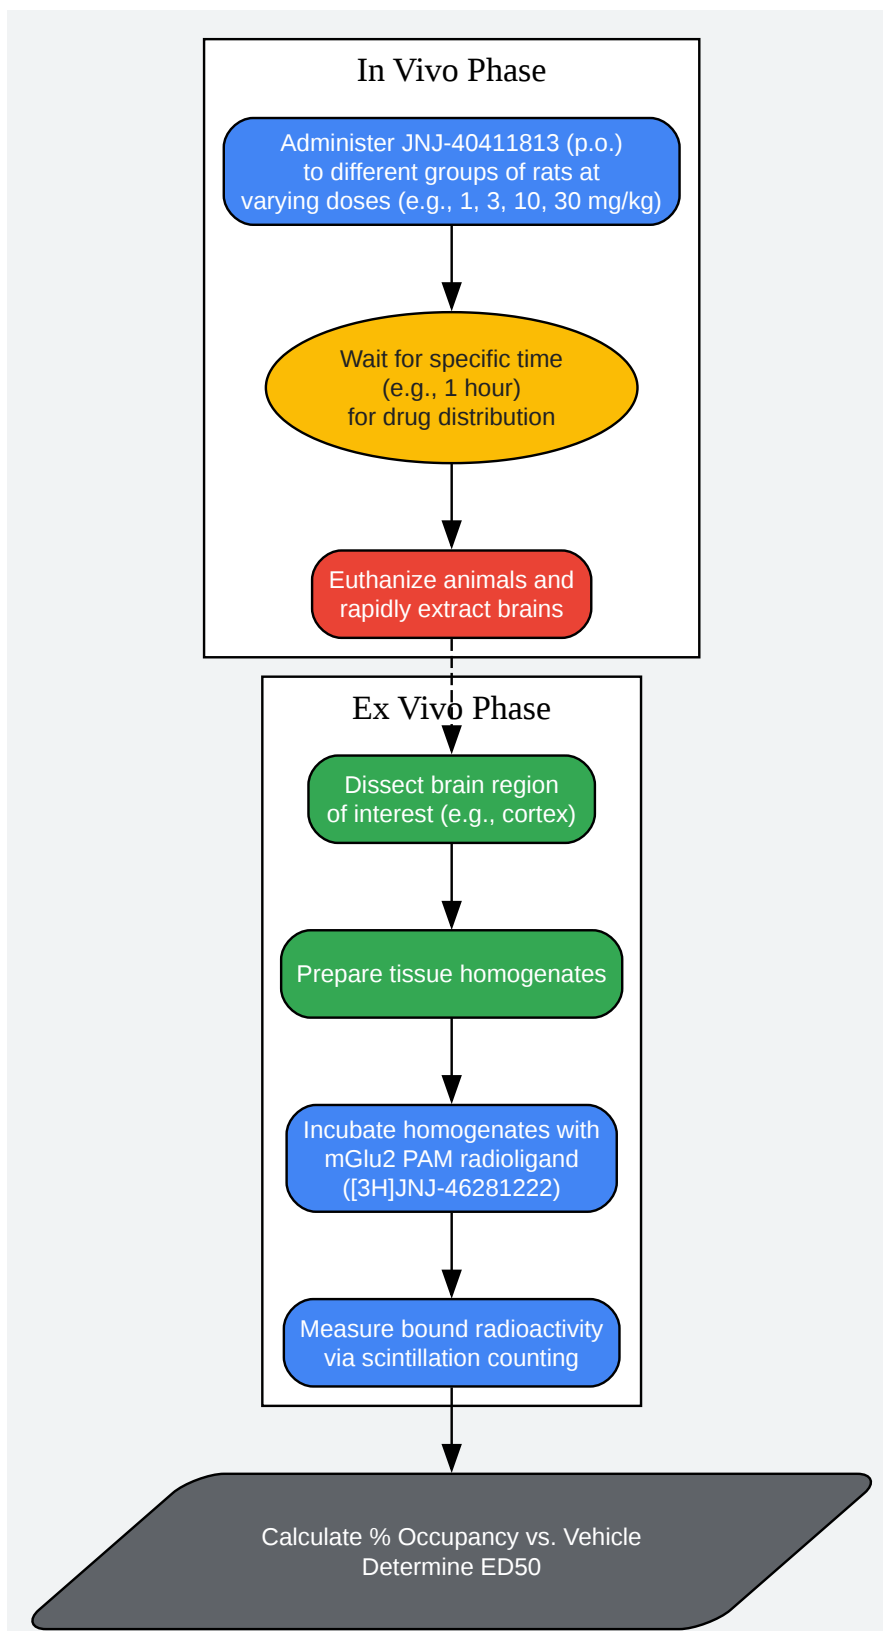 In Vivo Phase
Administer JNJ-40411813 (p.o.)
to different groups of rats at
varying doses (e.g., 1, 3, 10, 30 mg/kg)
Wait for specific time
(e.g., 1 hour)
for drug distribution
Euthanize animals and
rapidly extract brains
Ex Vivo Phase
Dissect brain region
of interest (e.g., cortex)
Prepare tissue homogenates
Incubate homogenates with
mGlu2 PAM radioligand
([3H]JNJ-46281222)
Measure bound radioactivity
via scintillation counting
Calculate % Occupancy vs. Vehicle
Determine ED50